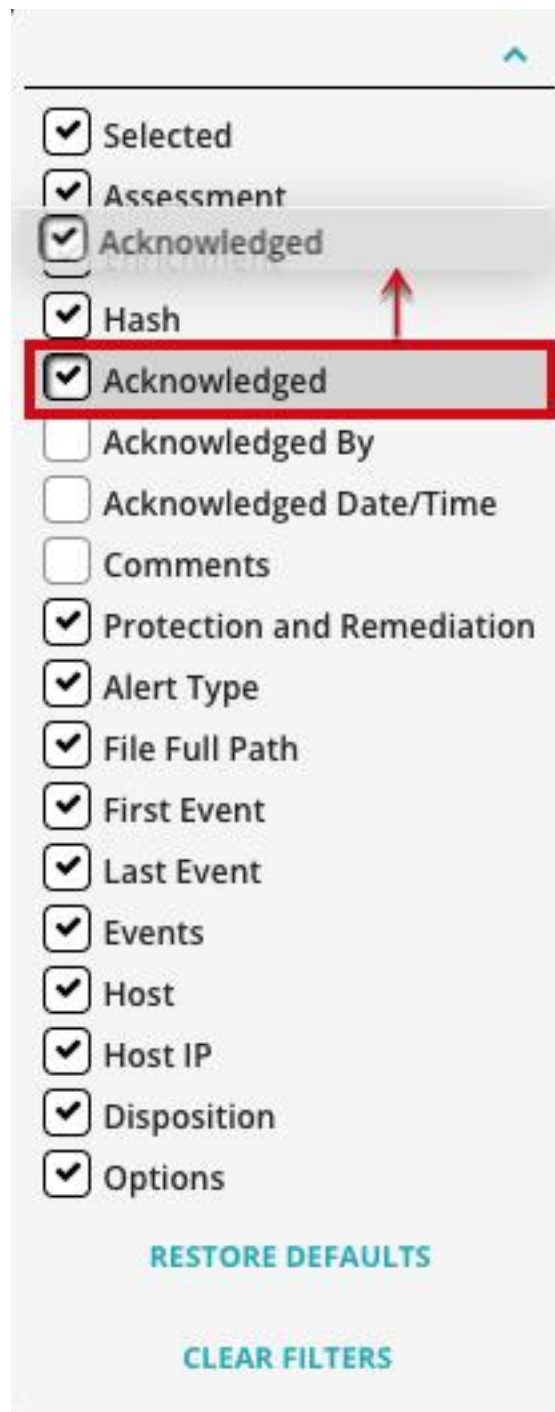 Selected
Assessment
Acknowledged
Hash
Acknowledged
Acknowledged By
Acknowledged Date/Time
Comments
Protection and Remediation
Alert Type
File Full Path
First Event
Last Event
Events
Host
Host IP
Disposition
Options
RESTORE DEFAULTS
CLEAR FILTERS